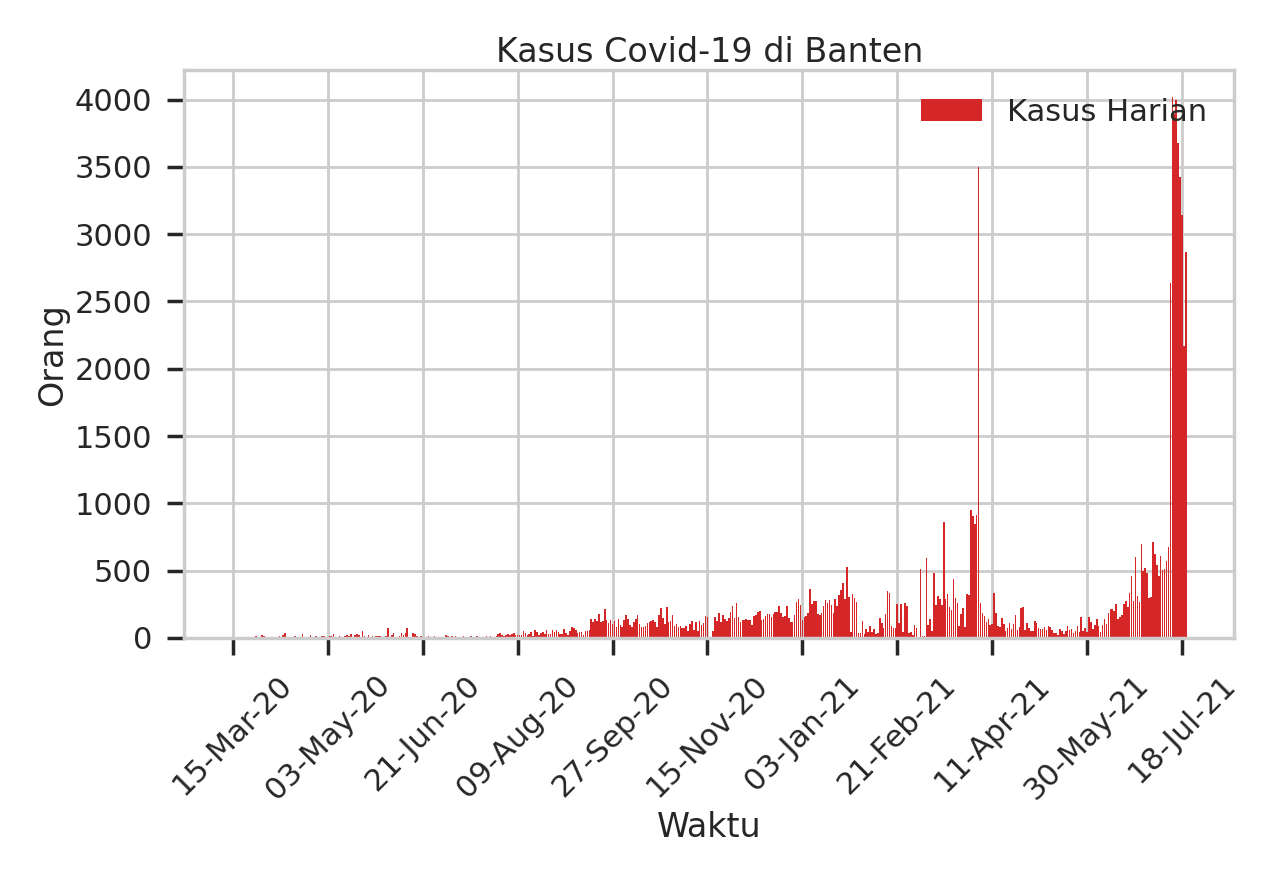 Kasus Covid-19 di Banten
Kasus Harian
Orang
4000
3500
3000
2500
2000
1500
1000
500
0
15-Mar-20
03-May-20
21-Jun-20
09-Aug-20
27-Sep-20
15-Nov-20
03-Jan-21
21-Feb-21
11-Apr-21
30-May-21
18-Jul-21
Waktu